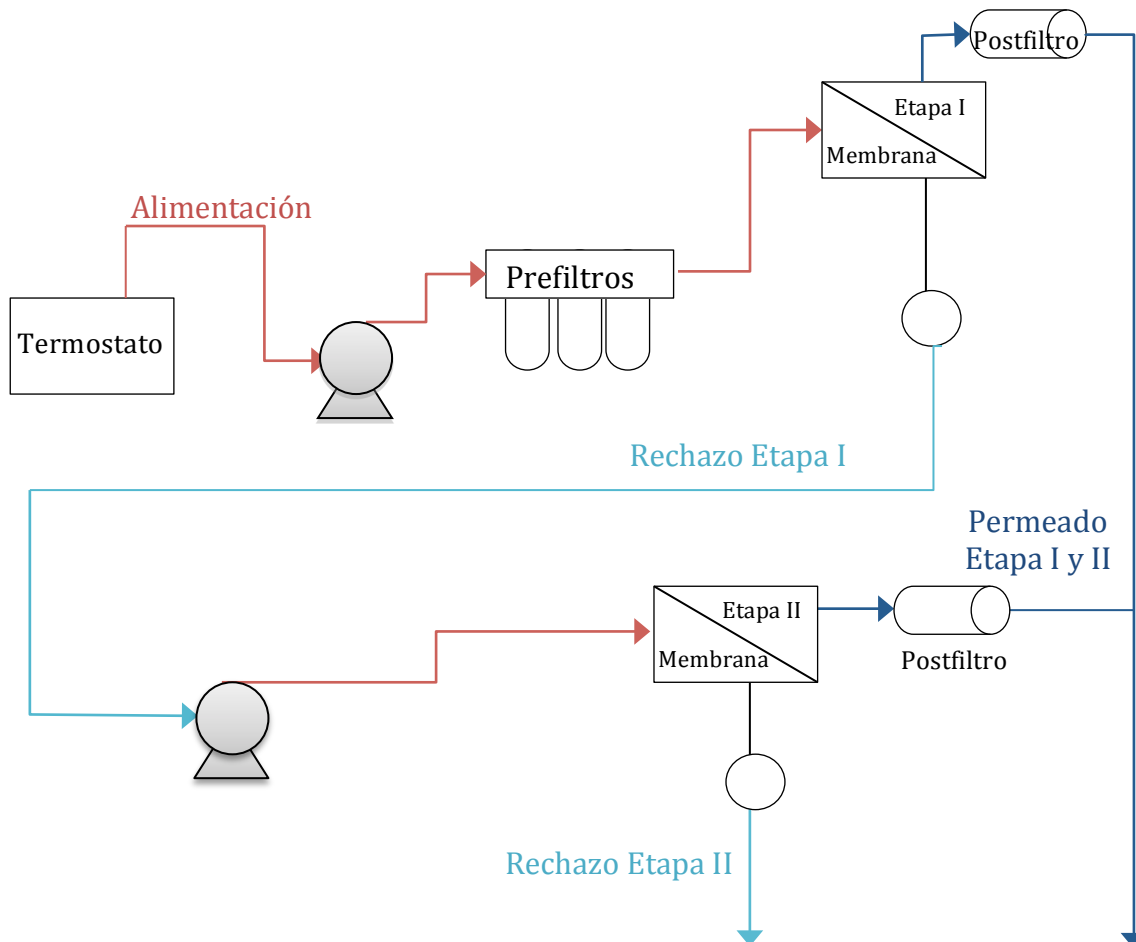 Postfiltro
Etapa I
Membrana
Alimentación
Prefiltros
Termostato
Rechazo Etapa I
Permeado
Etapa I y II
Etapa II
Membrana
Postfiltro
Rechazo Etapa II